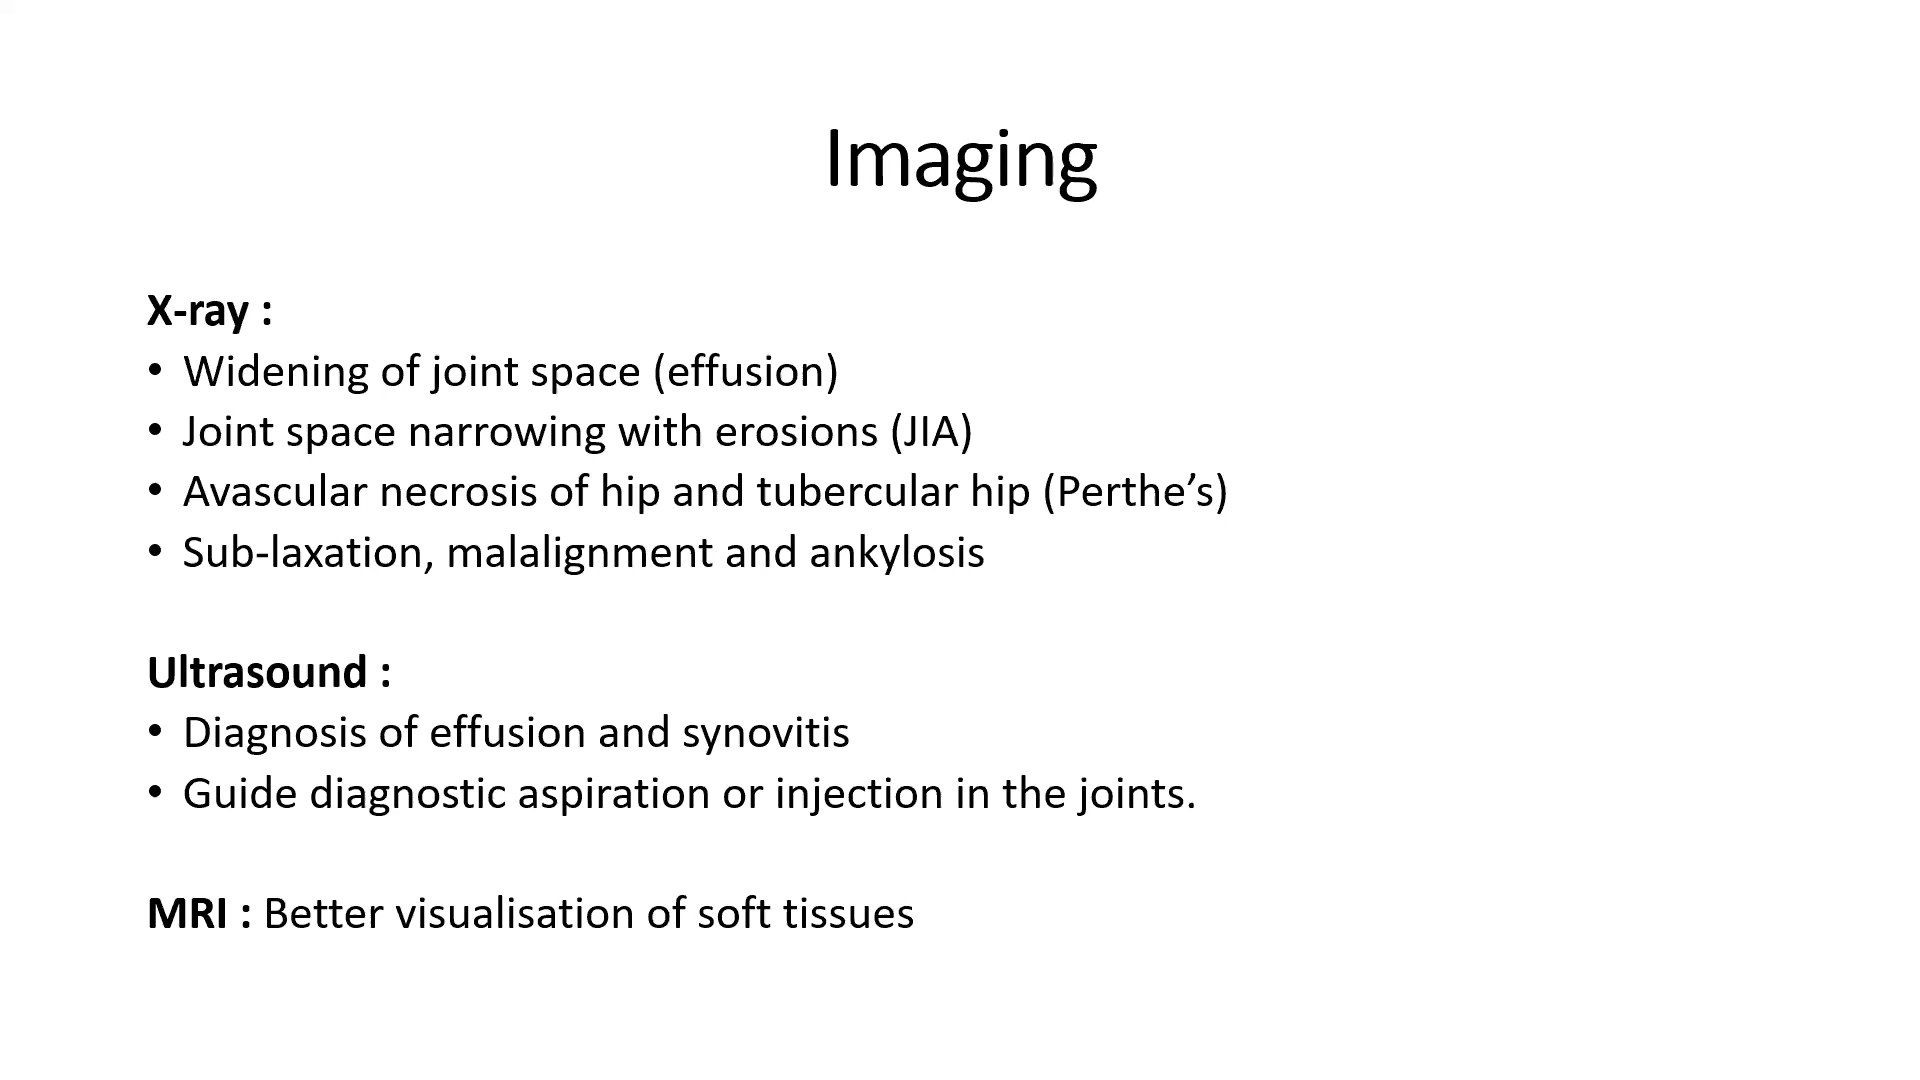 Imaging
X-ray :
• Widening of joint space (effusion)
• Joint space narrowing with erosions (JIA)
• Avascular necrosis of hip and tubercular hip (Perthe’s)
• Sub-laxation, malalignment and ankylosis
Ultrasound :
• Diagnosis of effusion and synovitis
• Guide diagnostic aspiration or injection in the joints.
MRI : Better visualisation of soft tissues